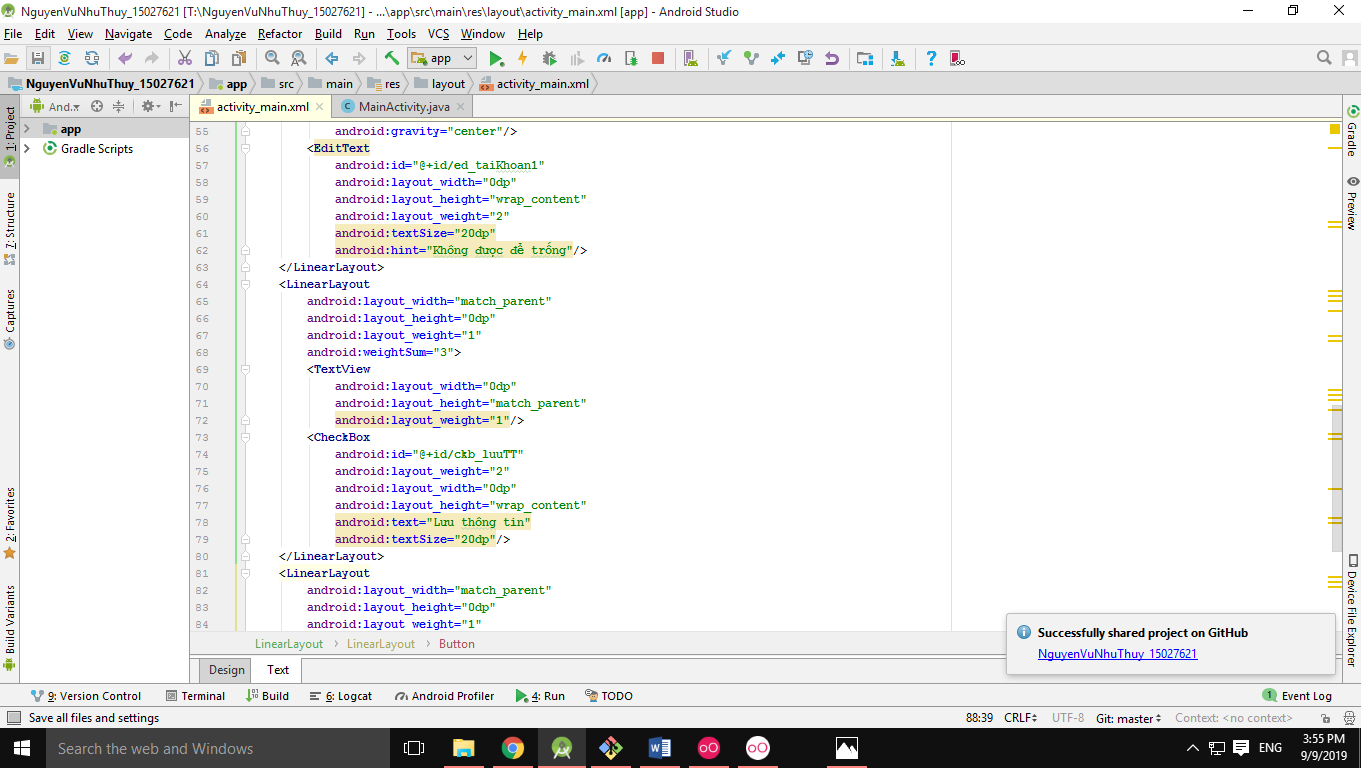 NguyenVuNhuThuy_15027621 [T:\NguyenVuNhuThuy_15027621] - ...\app\src\main\res\layout\activity_main.xml [app] - Android Studio
File Edit View Navigate Code Analyze Refactor Build Run Tools VCS Window Help
app
NguyenVuNhuThuy_15027621 app src main res layout activity_main.xml
And..
activity_main.xml MainActivity.java
app
Gradle Scripts
1: Project
7: Structure
Captures
2: Favorites
Build Variants
55 android:gravity="center"/>
56 <EditText
57 android:id="@+id/ed_taiKhoan1"
58 android:layout_width="0dp"
59 android:layout_height="wrap_content"
60 android:layout_weight="2"
61 android:textSize="20dp"
62 android:hint="Không được để trống"/>
63 </LinearLayout>
64 <LinearLayout
65 android:layout_width="match_parent"
66 android:layout_height="0dp"
67 android:layout_weight="1"
68 android:weightSum="3">
69 <TextView
70 android:layout_width="0dp"
71 android:layout_height="match_parent"
72 android:layout_weight="1"/>
73 <CheckBox
74 android:id="@+id/ckb_luuTT"
75 android:layout_weight="2"
76 android:layout_width="0dp"
77 android:layout_height="wrap_content"
78 android:text="Lưu thông tin"
79 android:textSize="20dp"/>
80 </LinearLayout>
81 <LinearLayout
82 android:layout_width="match_parent"
83 android:layout_height="0dp"
84 android:layout_weight="1"
LinearLayout LinearLayout Button
Design Text
Gradle
Preview
Device File Explorer
Successfully shared project on GitHub
NguyenVuNhuThuy_15027621
9: Version Control Terminal Build 6: Logcat Android Profiler 4: Run TODO 1 Event Log
Save all files and settings 88:39 CRLF UTF-8 Git: master Context: <no context>
Search the web and Windows
ENG
3:55 PM
9/9/2019